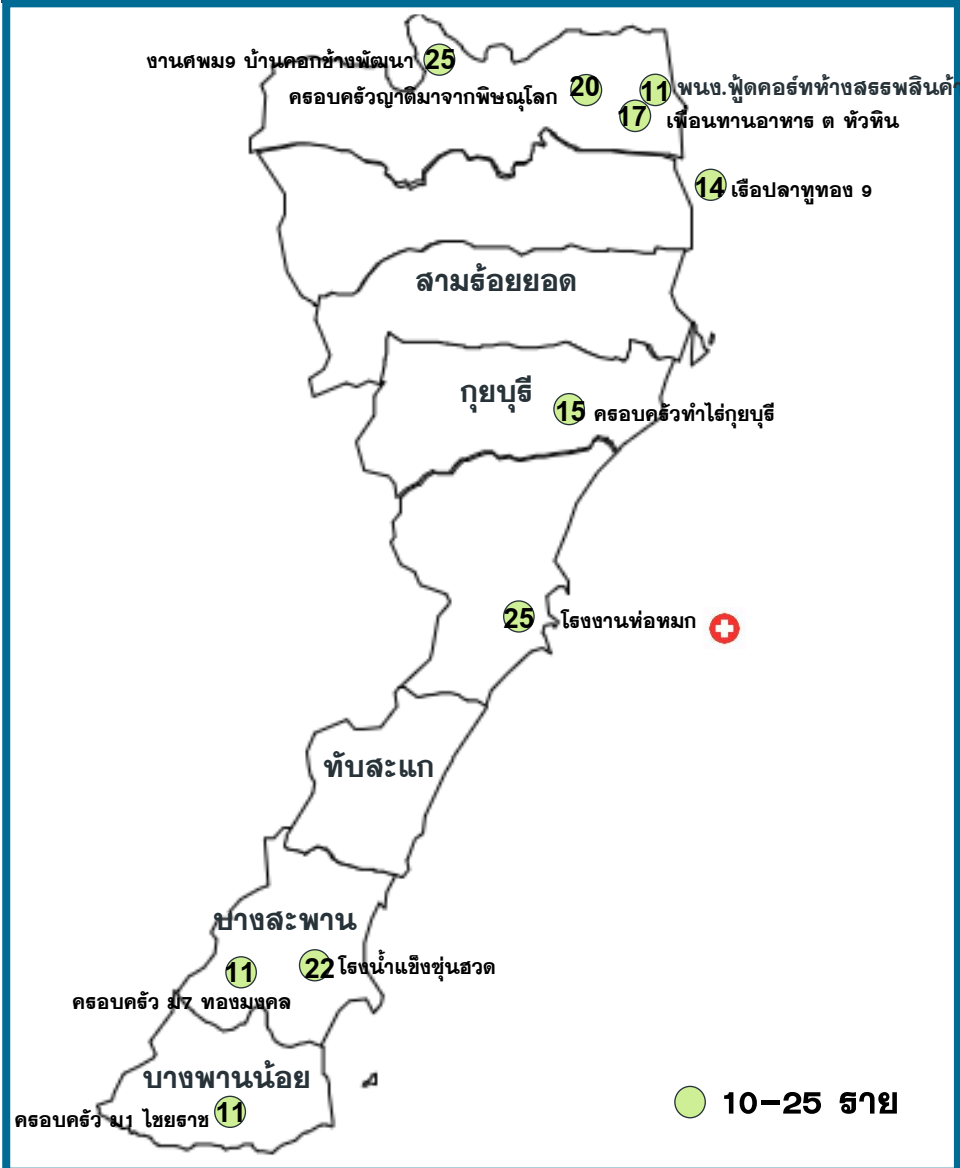 งานศพม9 บ้านคอกช้างพัฒนา 25
ครอบครัวญาติมาจากพิษณุโลก 20
11 พนง.ฟู้ดคอร์ทห้างสรรพสินค้า
17 เพื่อนทานอาหาร ต หัวหิน
14 เรือปลาทูทอง 9
สามร้อยยอด
กุยบุรี
15 ครอบครัวทำไร่กุยบุรี
25 โรงงานห่อหมก
ทับสะแก
บางสะพาน
11
22 โรงน้ำแข็งซุ่นฮวด
ครอบครัว ม7 ทองมงคล
บางพานน้อย
ครอบครัว ม1 ไชยราช 11
10-25 ราย